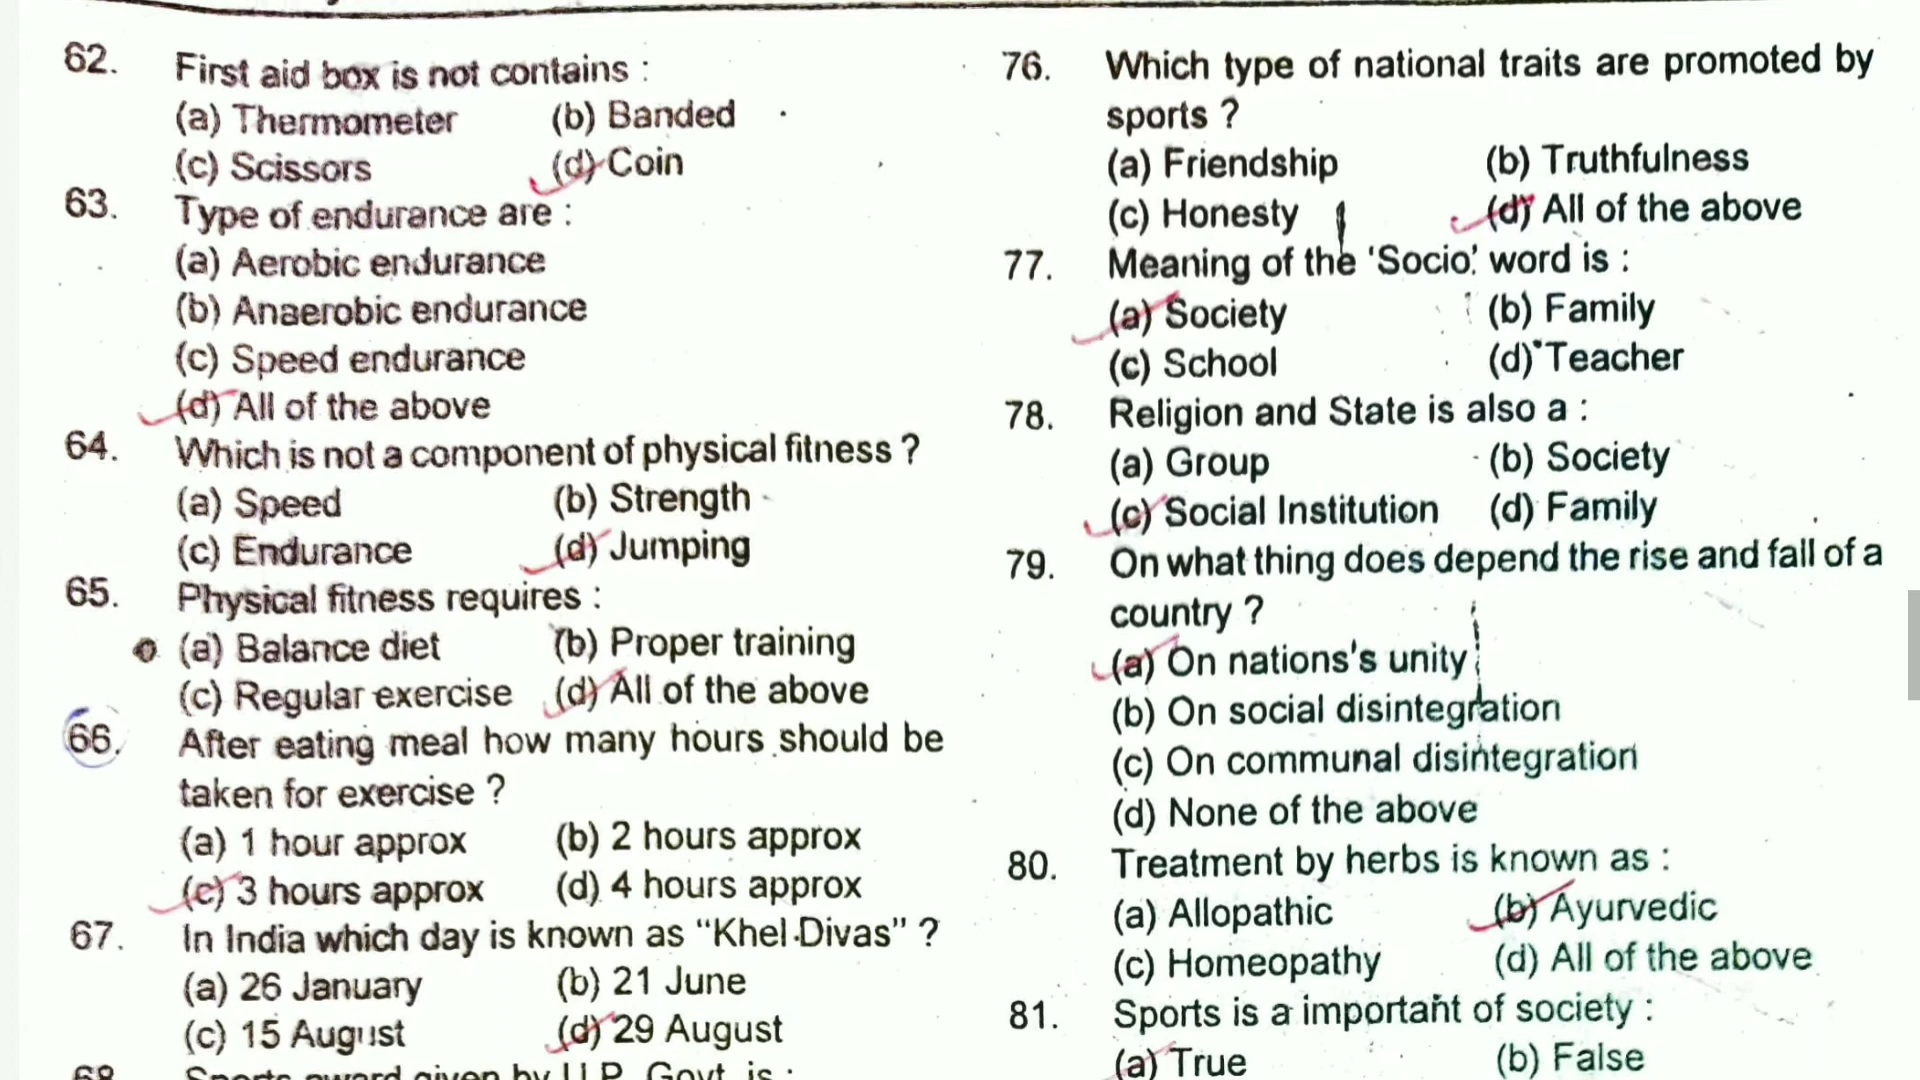 62. First aid box is not contains :
(a) Thermometer (b) Banded
(c) Scissors (d) Coin
63. Type of endurance are :
(a) Aerobic endurance
(b) Anaerobic endurance
(c) Speed endurance
(d) All of the above
64. Which is not a component of physical fitness ?
(a) Speed (b) Strength
(c) Endurance (d) Jumping
65. Physical fitness requires :
(a) Balance diet (b) Proper training
(c) Regular exercise (d) All of the above
66. After eating meal how many hours should be
taken for exercise ?
(a) 1 hour approx (b) 2 hours approx
(c) 3 hours approx (d) 4 hours approx
67. In India which day is known as “Khel Divas” ?
(a) 26 January (b) 21 June
(c) 15 August (d) 29 August
68. Sports award given by U.P. Govt. is :
76. Which type of national traits are promoted by
sports ?
(a) Friendship (b) Truthfulness
(c) Honesty (d) All of the above
77. Meaning of the 'Socio' word is :
(a) Society (b) Family
(c) School (d) Teacher
78. Religion and State is also a :
(a) Group (b) Society
(c) Social Institution (d) Family
79. On what thing does depend the rise and fall of a
country ?
(a) On nations's unity
(b) On social disintegration
(c) On communal disintegration
(d) None of the above
80. Treatment by herbs is known as :
(a) Allopathic (b) Ayurvedic
(c) Homeopathy (d) All of the above
81. Sports is a important of society :
(a) True (b) False